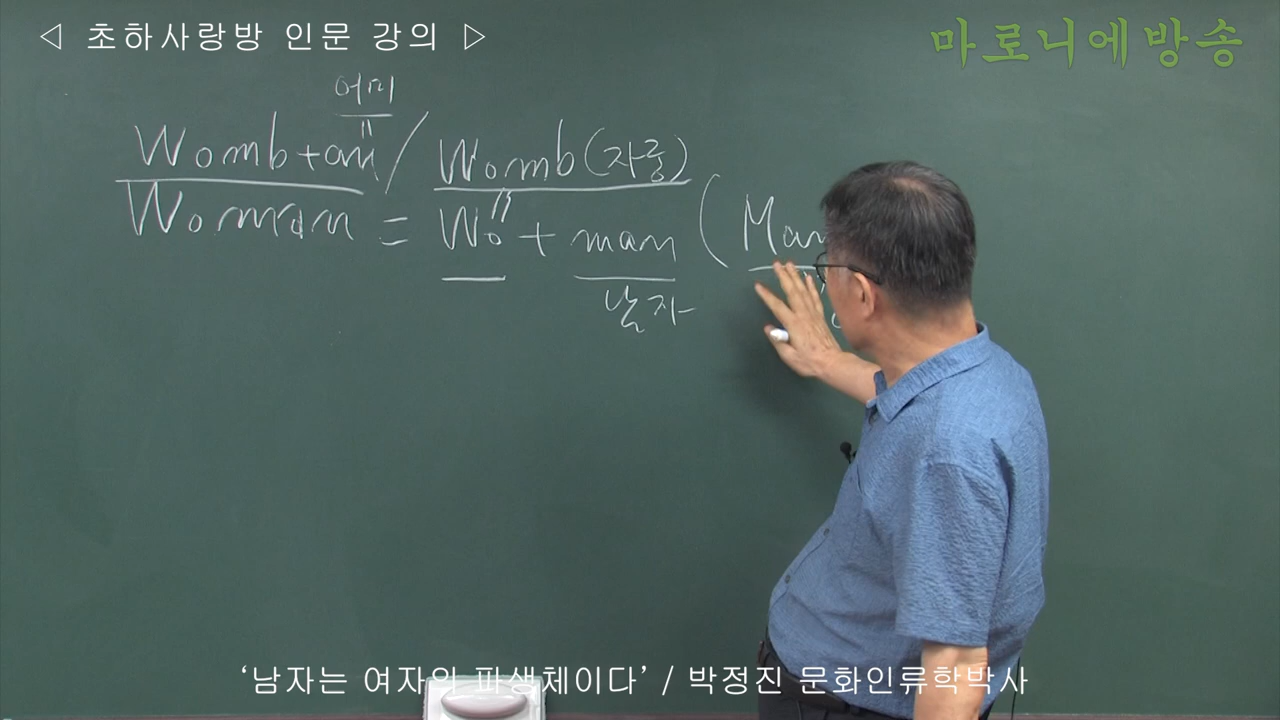 ◁ 초하사랑방 인문 강의 ▷
마로니에방송
어미
Womb+am / Womb(자궁)
Woman = Wo + man (Man
남자
‘남자는 여자의 파생체이다’ / 박정진 문화인류학박사